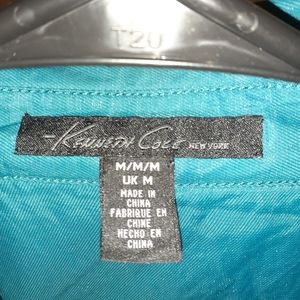 T20
Kenneth Cole NEW YORK
M/M/M
UK M
MADE IN
CHINA
FABRIQUE EN
CHINE
HECHO EN
CHINA